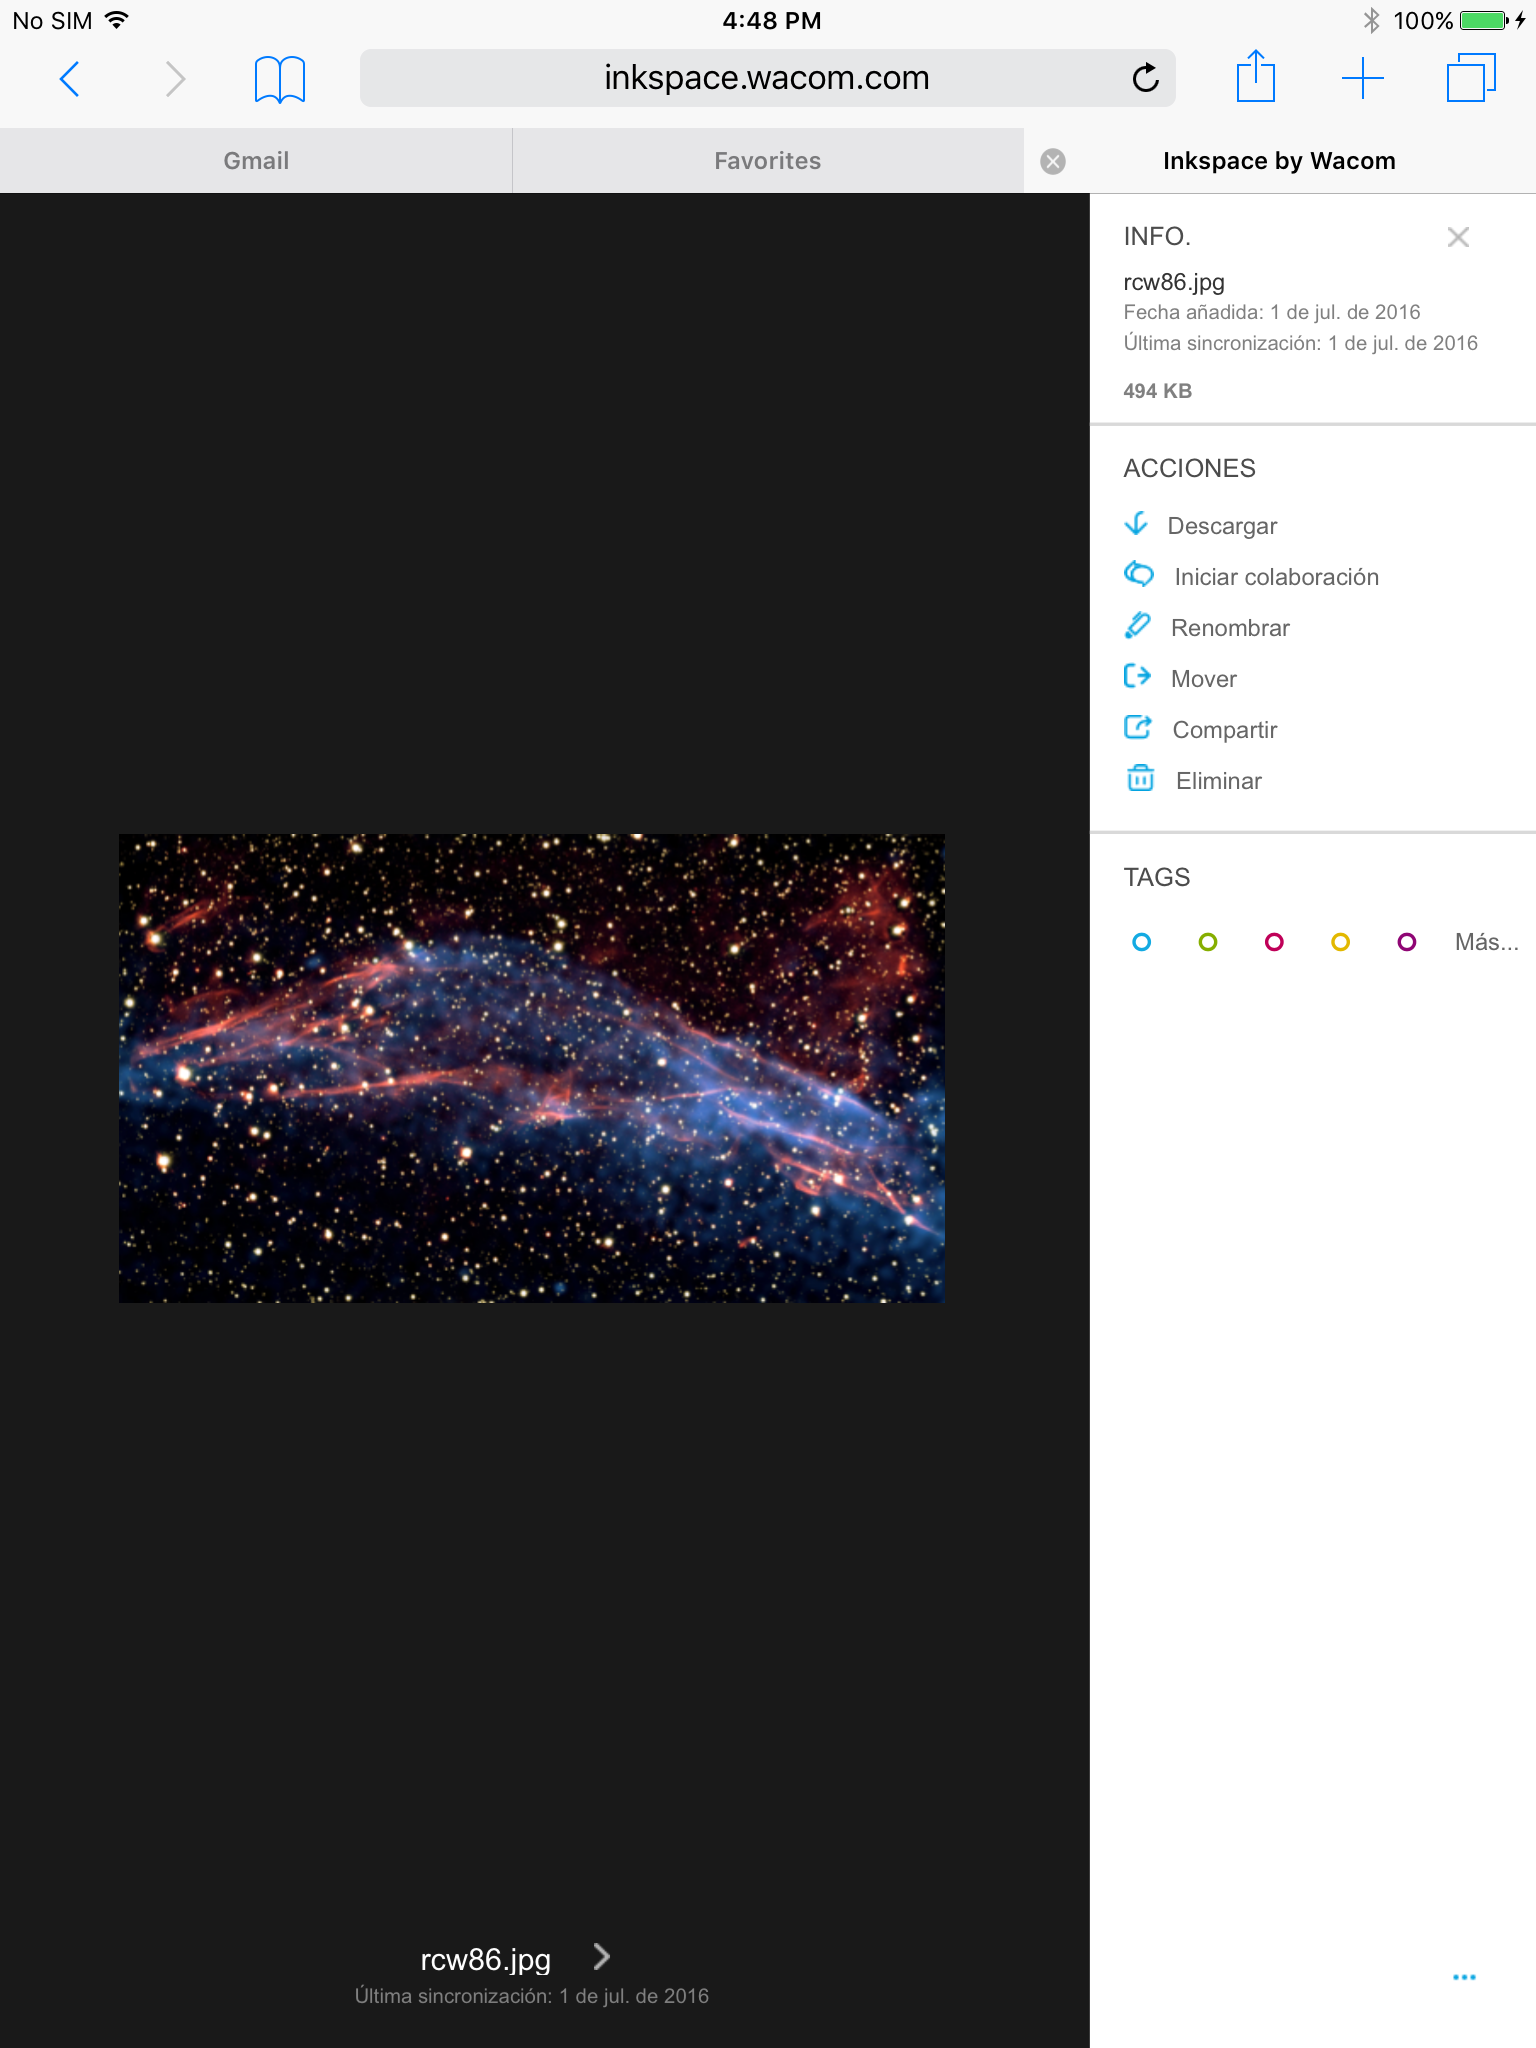 No SIM 4:48 PM 100%
inkspace.wacom.com
Gmail Favorites Inkspace by Wacom
INFO.
rcw86.jpg
Fecha añadida: 1 de jul. de 2016
Última sincronización: 1 de jul. de 2016
494 KB
ACCIONES
Descargar
Iniciar colaboración
Renombrar
Mover
Compartir
Eliminar
TAGS
Más...
rcw86.jpg
Última sincronización: 1 de jul. de 2016